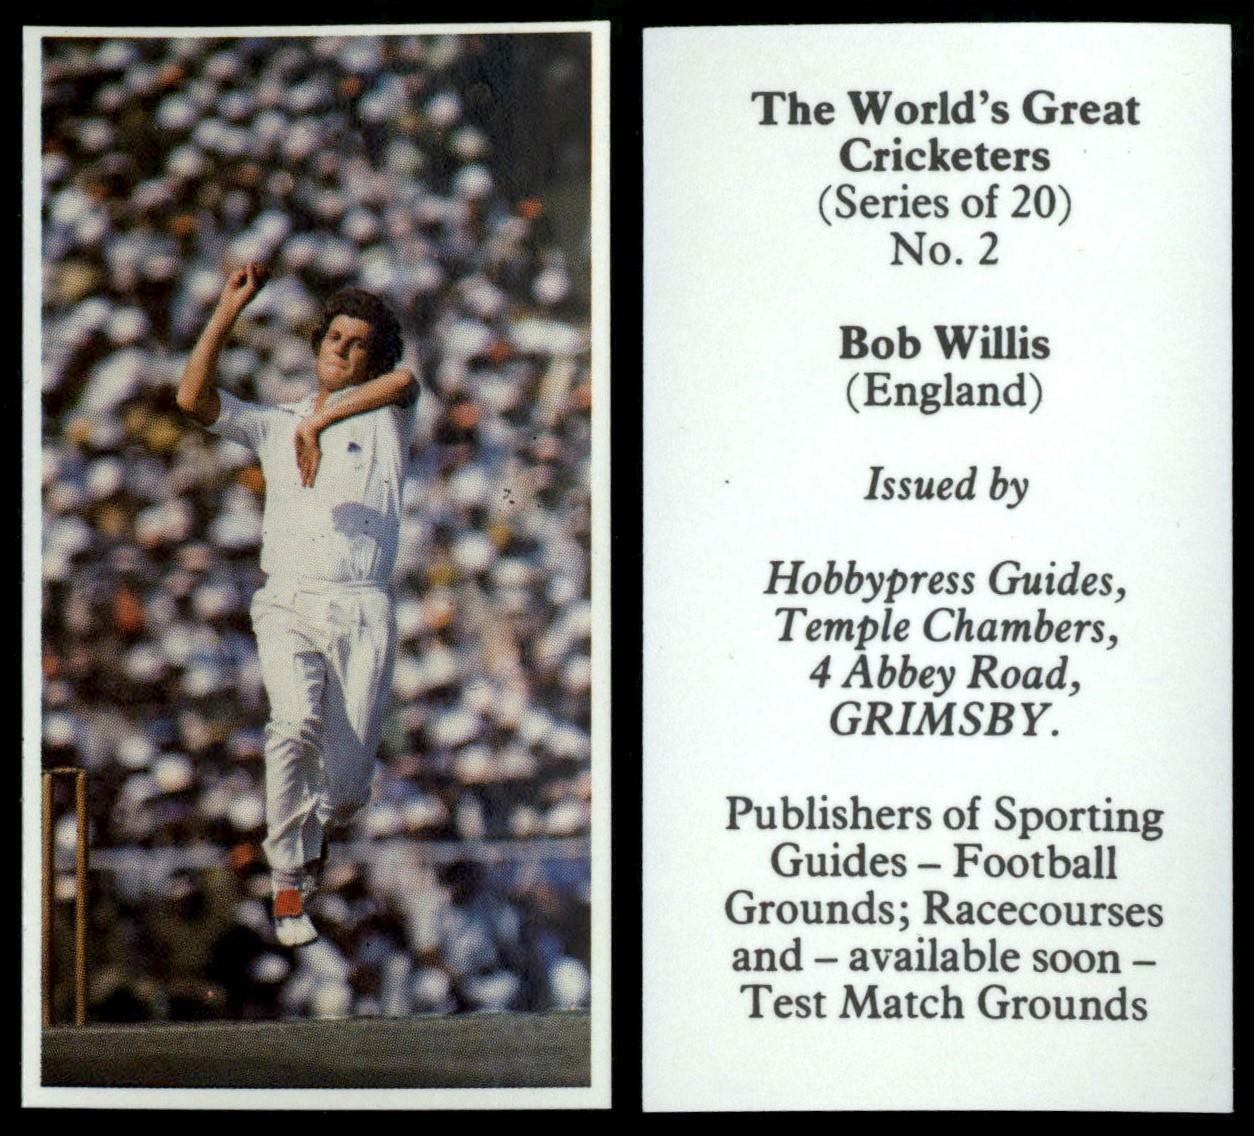 The World's Great
Cricketers
(Series of 20)
No. 2
Bob Willis
(England)
Issued by
Hobbypress Guides,
Temple Chambers,
4 Abbey Road,
GRIMSBY.
Publishers of Sporting
Guides – Football
Grounds; Racecourses
and – available soon –
Test Match Grounds